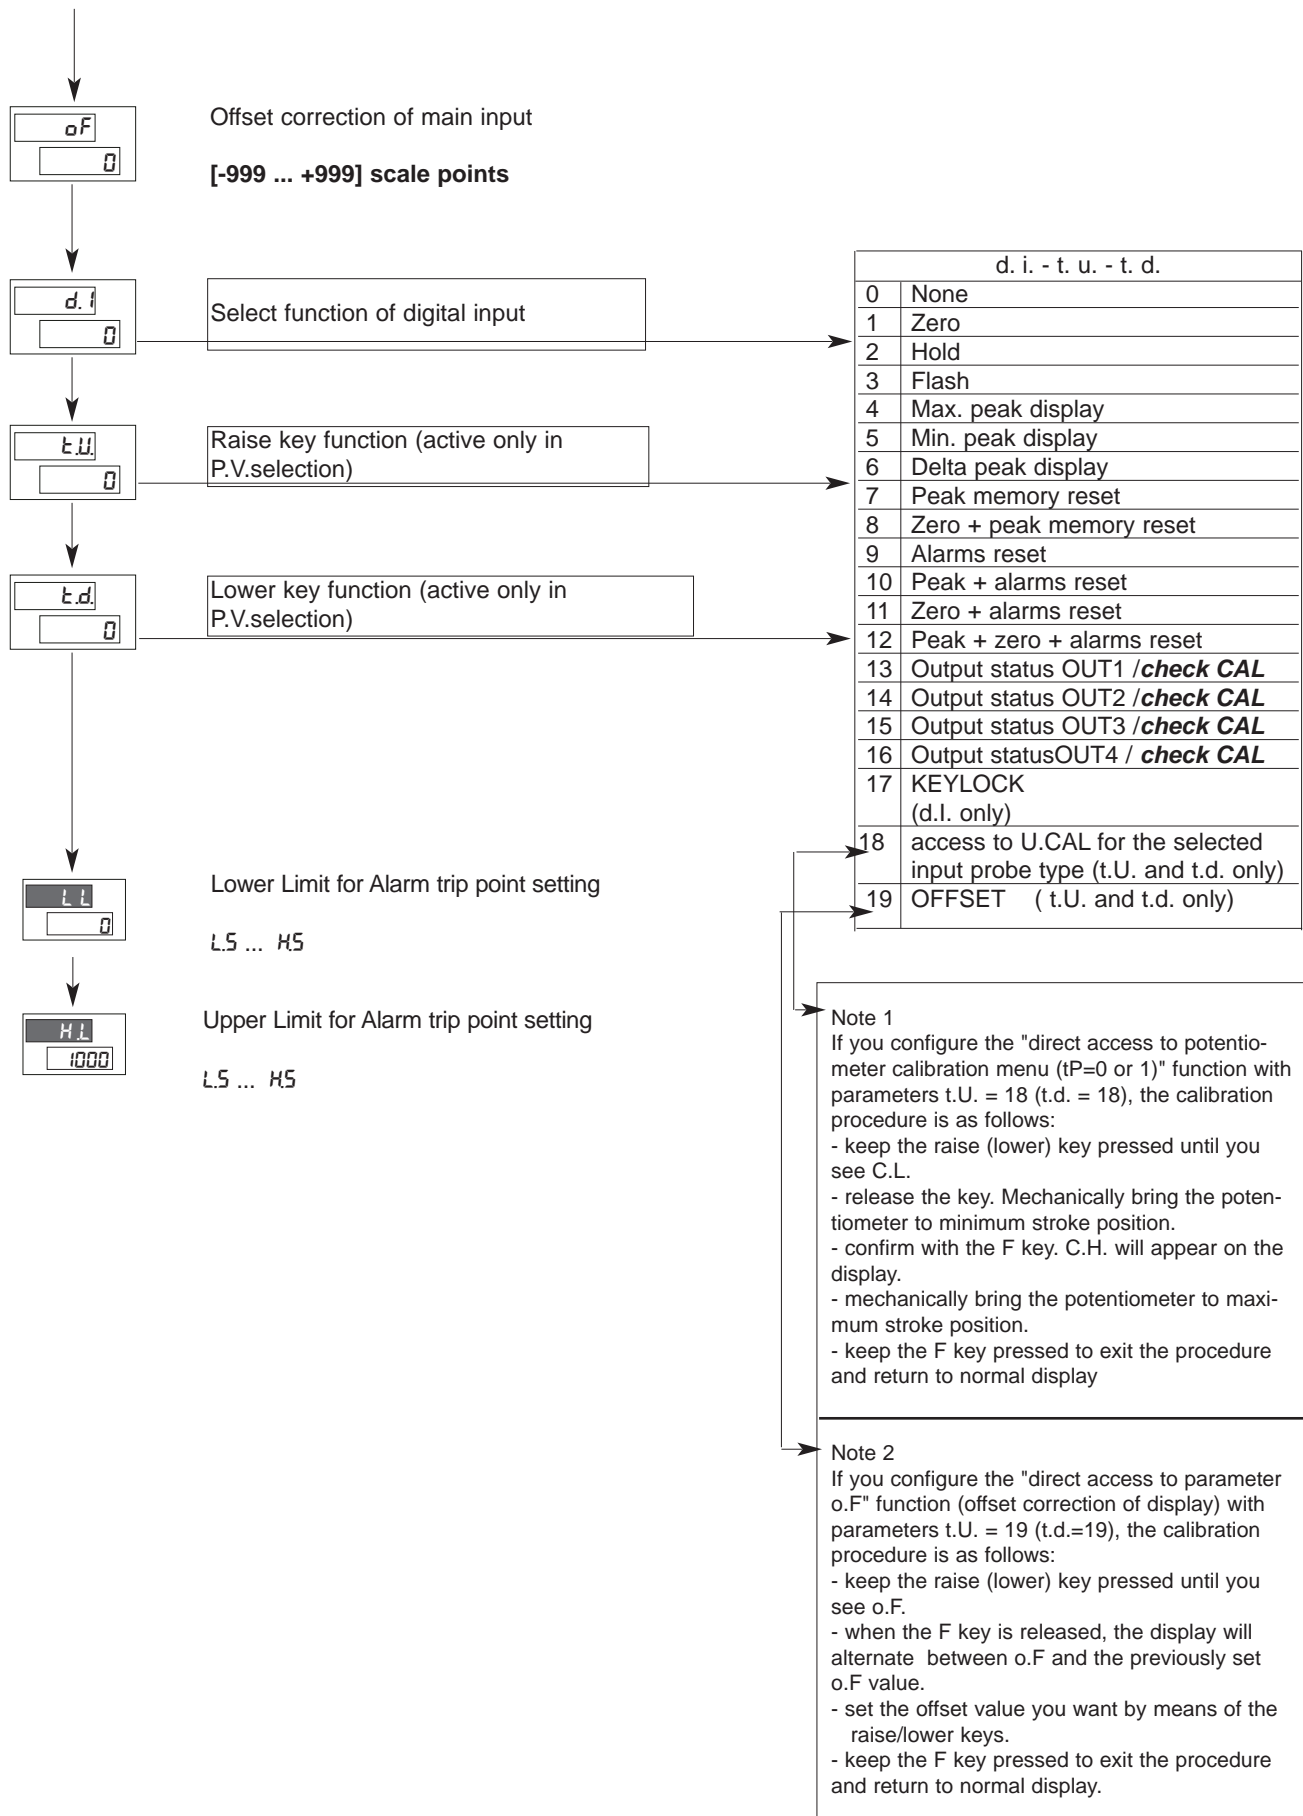 oF
0
Offset correction of main input
[-999 ... +999] scale points
d.I
0
Select function of digital input
t.U.
0
Raise key function (active only in
P.V.selection)
t.d.
0
Lower key function (active only in
P.V.selection)
L L
0
Lower Limit for Alarm trip point setting
L.S ... H.S
H.L
1000
Upper Limit for Alarm trip point setting
L.S ... H.S
d. i. - t. u. - t. d.
0 None
1 Zero
2 Hold
3 Flash
4 Max. peak display
5 Min. peak display
6 Delta peak display
7 Peak memory reset
8 Zero + peak memory reset
9 Alarms reset
10 Peak + alarms reset
11 Zero + alarms reset
12 Peak + zero + alarms reset
13 Output status OUT1 /check CAL
14 Output status OUT2 /check CAL
15 Output status OUT3 /check CAL
16 Output statusOUT4 / check CAL
17 KEYLOCK
(d.I. only)
18 access to U.CAL for the selected
input probe type (t.U. and t.d. only)
19 OFFSET ( t.U. and t.d. only)
Note 1
If you configure the "direct access to potentio-
meter calibration menu (tP=0 or 1)" function with
parameters t.U. = 18 (t.d. = 18), the calibration
procedure is as follows:
- keep the raise (lower) key pressed until you
see C.L.
- release the key. Mechanically bring the poten-
tiometer to minimum stroke position.
- confirm with the F key. C.H. will appear on the
display.
- mechanically bring the potentiometer to maxi-
mum stroke position.
- keep the F key pressed to exit the procedure
and return to normal display
Note 2
If you configure the "direct access to parameter
o.F" function (offset correction of display) with
parameters t.U. = 19 (t.d.=19), the calibration
procedure is as follows:
- keep the raise (lower) key pressed until you
see o.F.
- when the F key is released, the display will
alternate between o.F and the previously set
o.F value.
- set the offset value you want by means of the
raise/lower keys.
- keep the F key pressed to exit the procedure
and return to normal display.